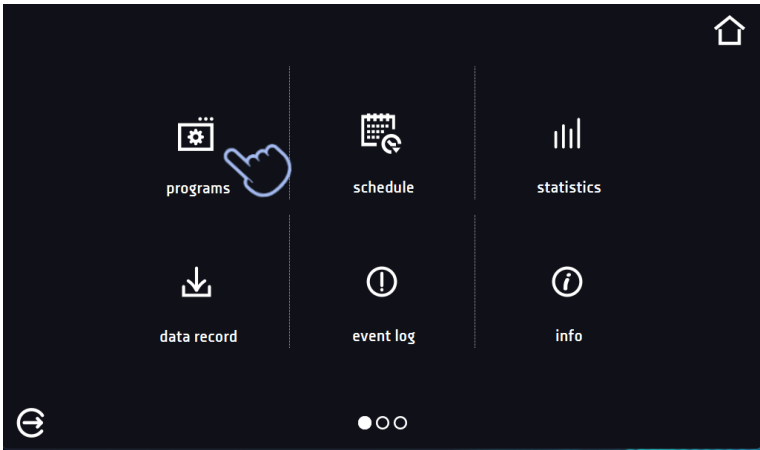 programs
schedule
statistics
data record
event log
info